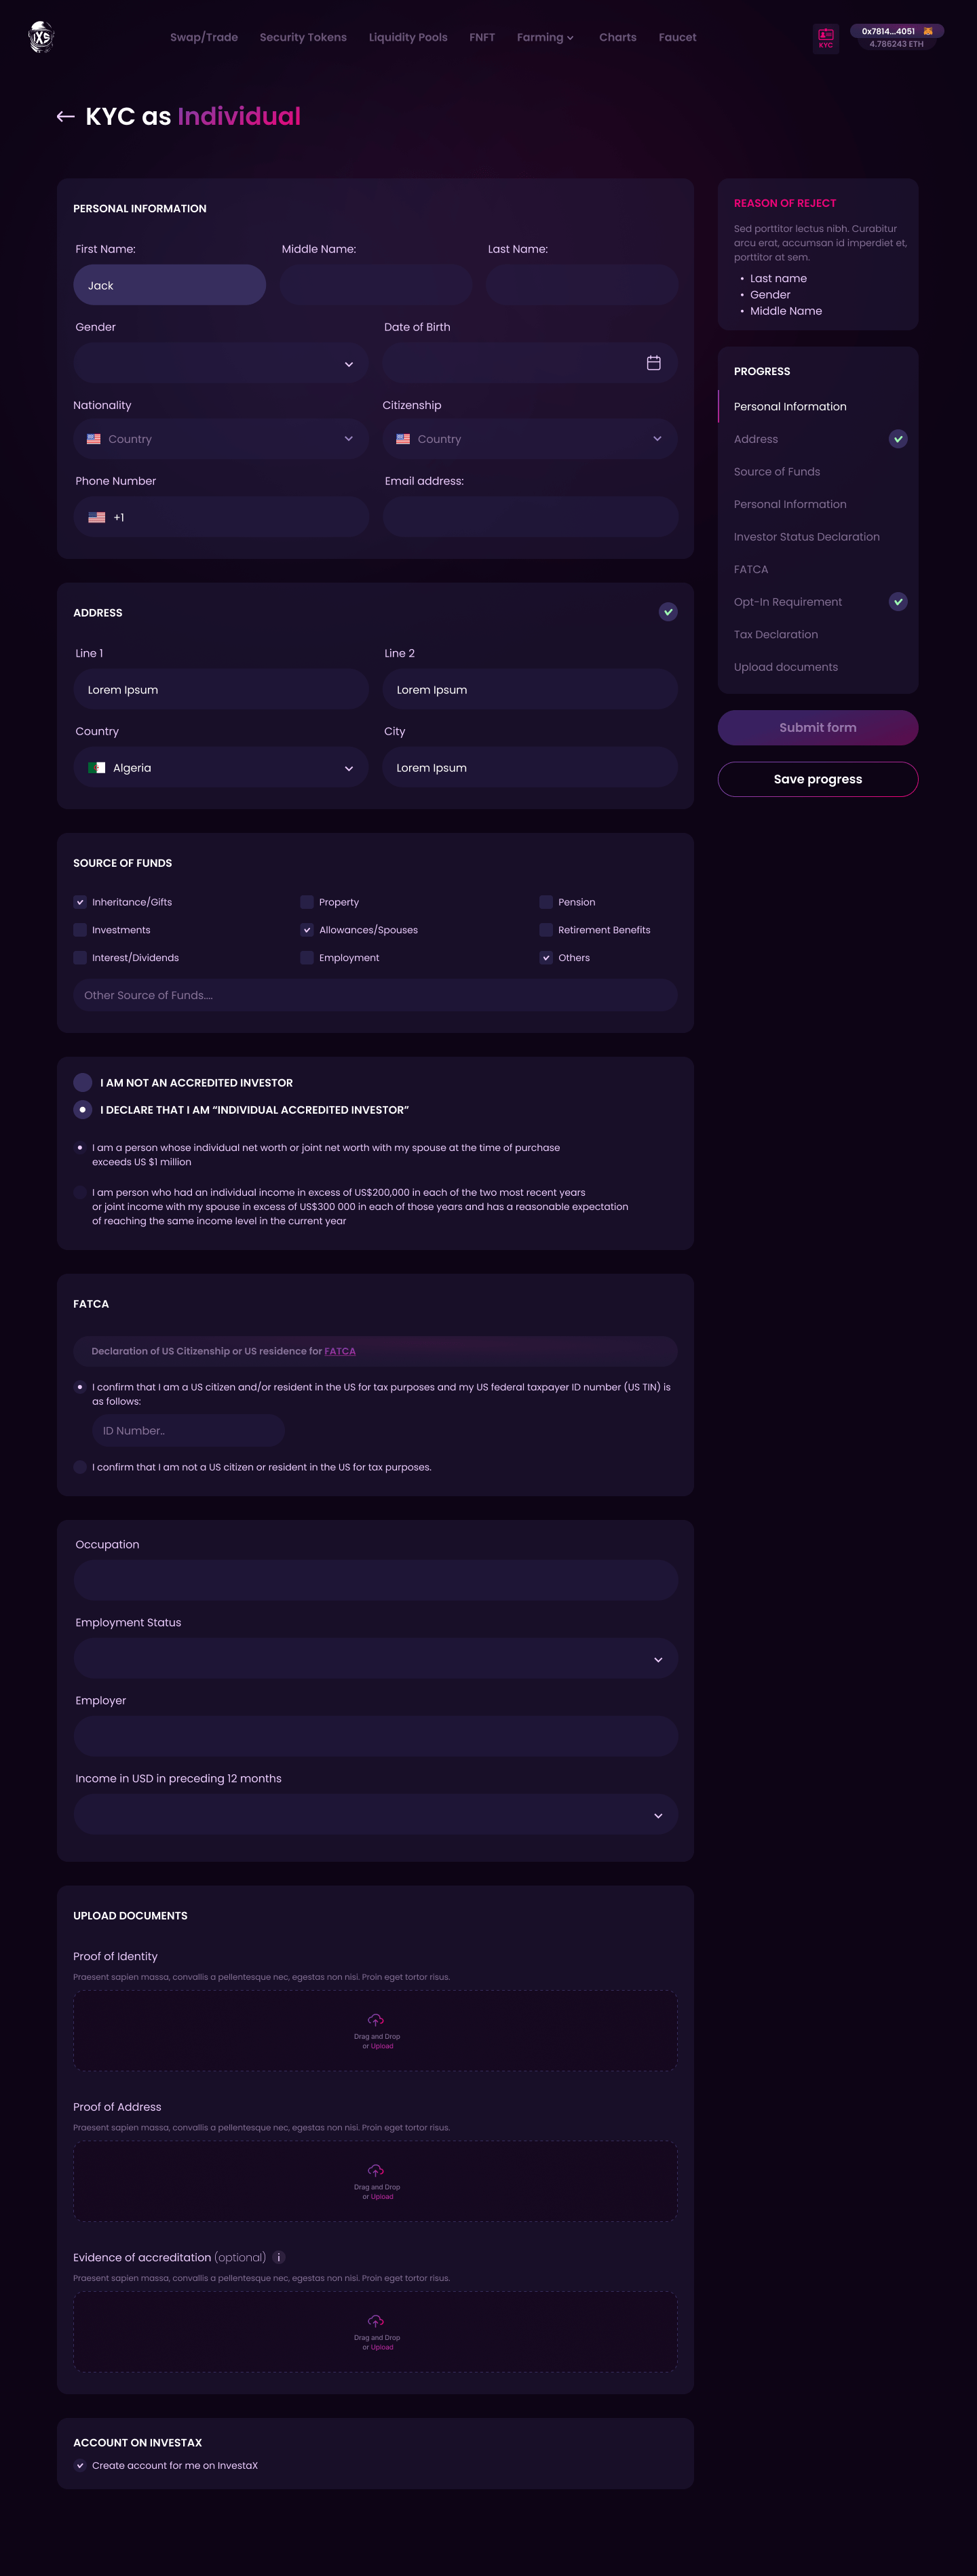 IXS
Swap/Trade
Security Tokens
Liquidity Pools
FNFT
Farming
Charts
Faucet
KYC
0x7814...4051
4.786243 ETH
KYC as Individual
PERSONAL INFORMATION
First Name:
Middle Name:
Last Name:
Jack
Gender
Date of Birth
Nationality
Citizenship
Country
Country
Phone Number
Email address:
+1
ADDRESS
Line 1
Line 2
Lorem Ipsum
Lorem Ipsum
Country
City
Algeria
Lorem Ipsum
SOURCE OF FUNDS
Inheritance/Gifts
Property
Pension
Investments
Allowances/Spouses
Retirement Benefits
Interest/Dividends
Employment
Others
Other Source of Funds....
I AM NOT AN ACCREDITED INVESTOR
I DECLARE THAT I AM “INDIVIDUAL ACCREDITED INVESTOR”
I am a person whose individual net worth or joint net worth with my spouse at the time of purchase
exceeds US $1 million
I am person who had an individual income in excess of US$200,000 in each of the two most recent years
or joint income with my spouse in excess of US$300 000 in each of those years and has a reasonable expectation
of reaching the same income level in the current year
FATCA
Declaration of US Citizenship or US residence for FATCA
I confirm that I am a US citizen and/or resident in the US for tax purposes and my US federal taxpayer ID number (US TIN) is
as follows:
ID Number..
I confirm that I am not a US citizen or resident in the US for tax purposes.
Occupation
Employment Status
Employer
Income in USD in preceding 12 months
UPLOAD DOCUMENTS
Proof of Identity
Praesent sapien massa, convallis a pellentesque nec, egestas non nisi. Proin eget tortor risus.
Drag and Drop
or Upload
Proof of Address
Praesent sapien massa, convallis a pellentesque nec, egestas non nisi. Proin eget tortor risus.
Drag and Drop
or Upload
Evidence of accreditation (optional)
Praesent sapien massa, convallis a pellentesque nec, egestas non nisi. Proin eget tortor risus.
Drag and Drop
or Upload
ACCOUNT ON INVESTAX
Create account for me on InvestaX
REASON OF REJECT
Sed porttitor lectus nibh. Curabitur
arcu erat, accumsan id imperdiet et,
porttitor at sem.
• Last name
• Gender
• Middle Name
PROGRESS
Personal Information
Address
Source of Funds
Personal Information
Investor Status Declaration
FATCA
Opt-In Requirement
Tax Declaration
Upload documents
Submit form
Save progress